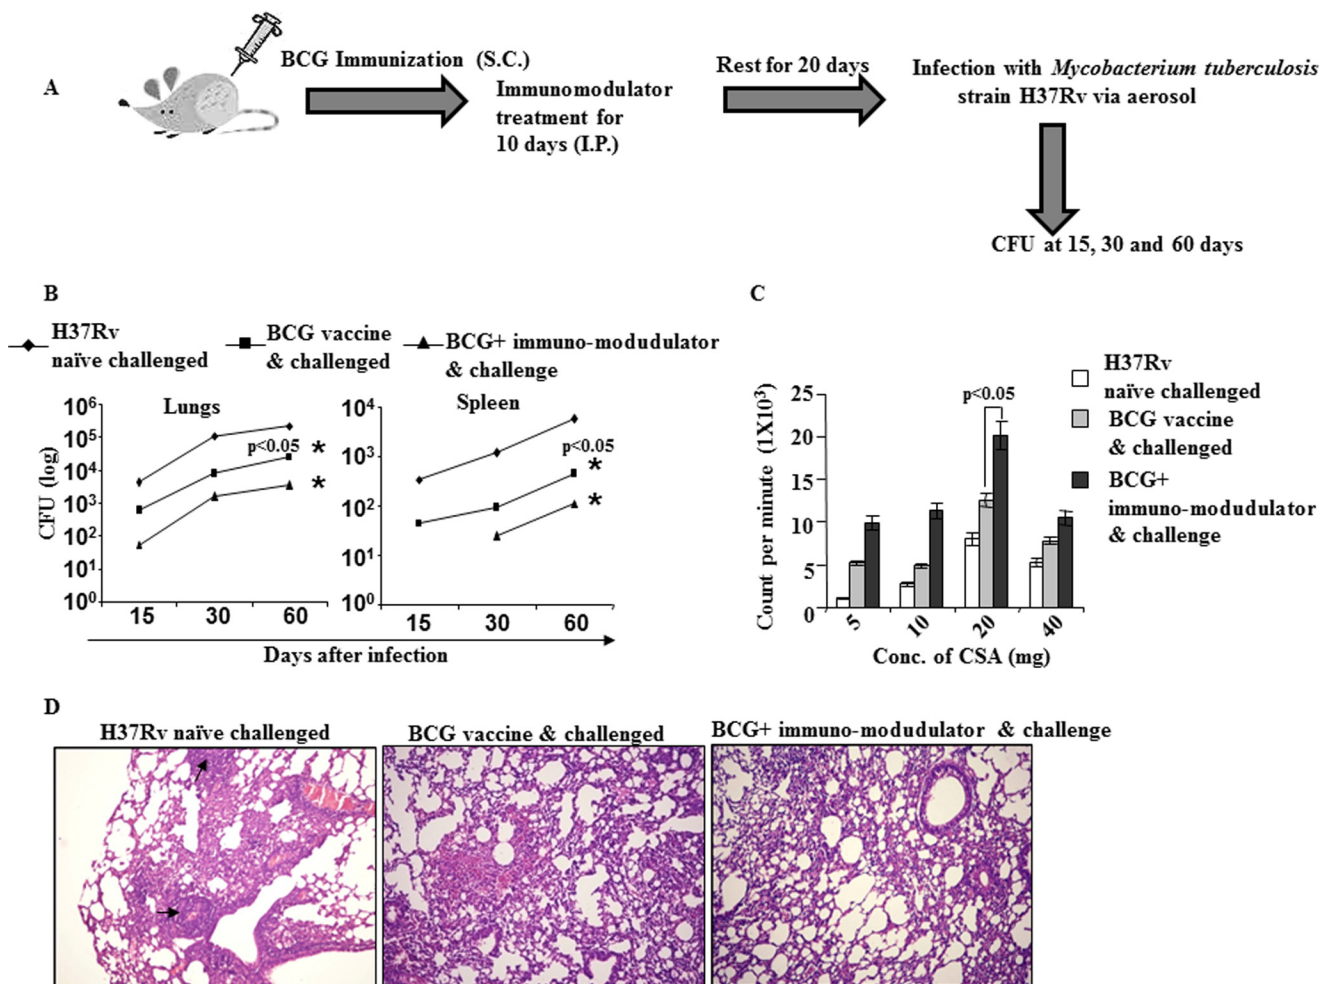 A
BCG Immunization (S.C.)
Immunomodulator
treatment for
10 days (I.P.)
Rest for 20 days
Infection with Mycobacterium tuberculosis
strain H37Rv via aerosol
CFU at 15, 30 and 60 days
B
H37Rv
naïve challenged
BCG vaccine
& challenged
BCG+ immuno-modudulator
& challenge
Lungs
CFU (log)
10⁶
10⁵
10⁴
10³
10²
10¹
10⁰
p<0.05 *
*
15 30 60
Spleen
10⁴
10³
10²
10¹
10⁰
p<0.05
*
*
15 30 60
Days after infection
C
H37Rv
naïve challenged
BCG vaccine
& challenged
BCG+
immuno-modudulator
& challenge
Count per minute (1X10³)
25
20
15
10
5
0
p<0.05
5 10 20 40
Conc. of CSA (mg)
D
H37Rv naïve challenged
BCG vaccine & challenged
BCG+ immuno-modudulator & challenge